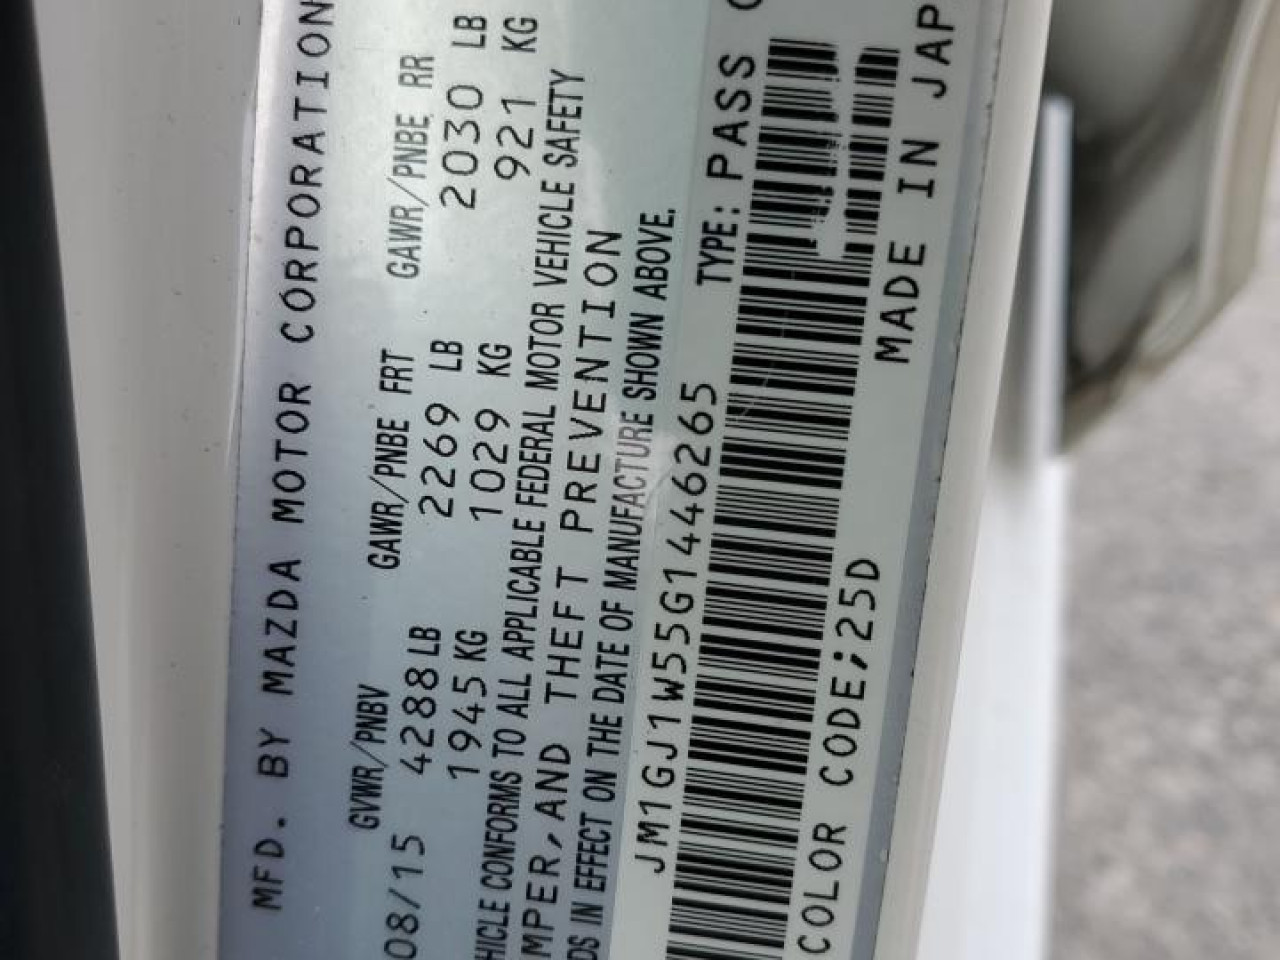 MFD. BY MAZDA MOTOR CORPORATION
GVWR/PNBV GAWR/PNBE FRT GAWR/PNBE RR
08/15 4288 LB 2269 LB 2030 LB
1945 KG 1029 KG 921 KG
HICLE CONFORMS TO ALL APPLICABLE FEDERAL MOTOR VEHICLE SAFETY
MPER, AND THEFT PREVENTION
DS IN EFFECT ON THE DATE OF MANUFACTURE SHOWN ABOVE.
JM1GJ1W55G1446265 TYPE: PASS C
COLOR CODE;25D MADE IN JAP